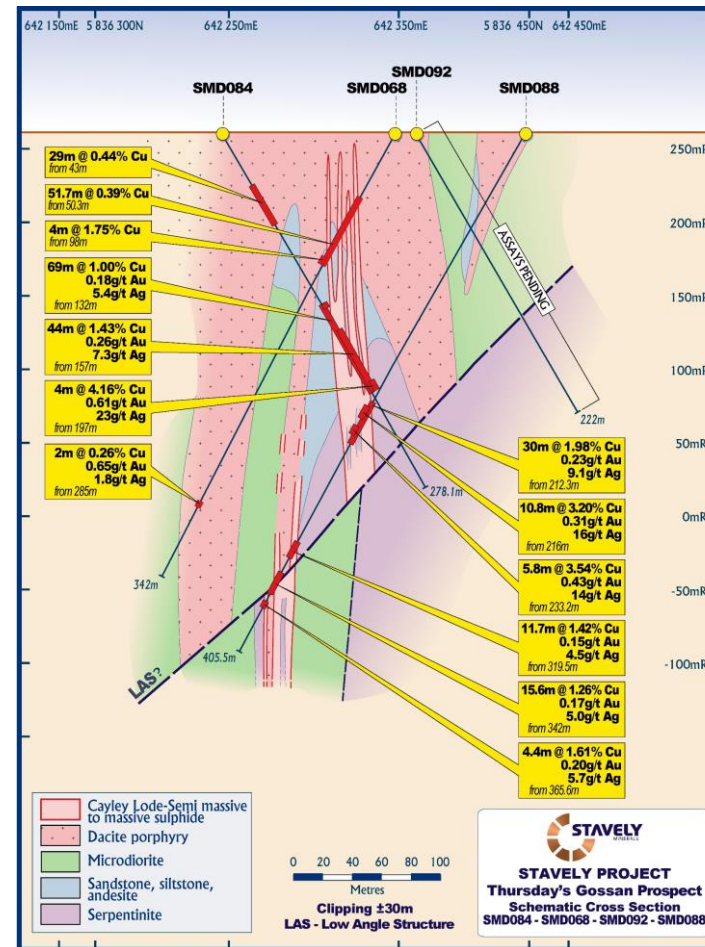 642 150mE 5 836 300N 642 250mE 642 350mE 5 836 450N 642 450mE
SMD092
SMD084 SMD068 SMD088
250mR
200mR
150mR
100mR
50mR
0mR
-50mR
-100mR
29m @ 0.44% Cu
from 43m
51.7m @ 0.39% Cu
from 50.3m
4m @ 1.75% Cu
from 98m
69m @ 1.00% Cu
0.18g/t Au
5.4g/t Ag
from 132m
44m @ 1.43% Cu
0.26g/t Au
7.3g/t Ag
from 157m
4m @ 4.16% Cu
0.61g/t Au
23g/t Ag
from 197m
2m @ 0.26% Cu
0.65g/t Au
1.8g/t Ag
from 285m
ASSAYS PENDING
222m
278.1m
342m
405.5m
LAS?
30m @ 1.98% Cu
0.23g/t Au
9.1g/t Ag
from 212.3m
10.8m @ 3.20% Cu
0.31g/t Au
16g/t Ag
from 216m
5.8m @ 3.54% Cu
0.43g/t Au
14g/t Ag
from 233.2m
11.7m @ 1.42% Cu
0.15g/t Au
4.5g/t Ag
from 319.5m
15.6m @ 1.26% Cu
0.17g/t Au
5.0g/t Ag
from 342m
4.4m @ 1.61% Cu
0.20g/t Au
5.7g/t Ag
from 365.6m
Cayley Lode-Semi massive
to massive sulphide
Dacite porphyry
Microdiorite
Sandstone, siltstone,
andesite
Serpentinite
0 20 40 60 80 100
Metres
Clipping ±30m
LAS - Low Angle Structure
STAVELY
MINERALS
STAVELY PROJECT
Thursday's Gossan Prospect
Schematic Cross Section
SMD084 - SMD068 - SMD092 - SMD088